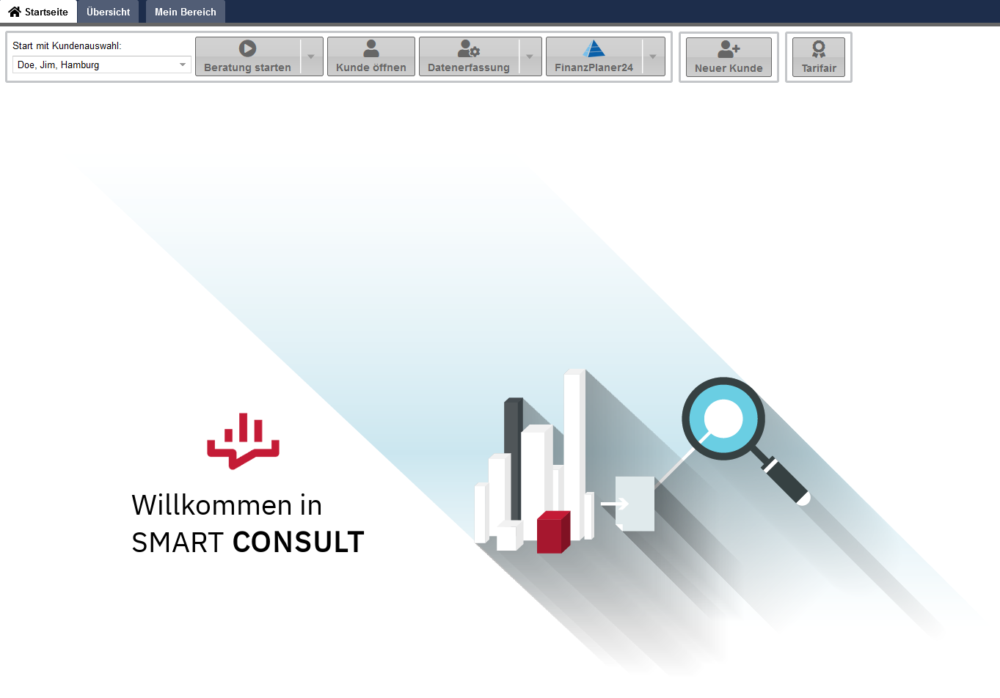 Startseite
Übersicht
Mein Bereich
Start mit Kundenauswahl:
Doe, Jim, Hamburg
Beratung starten
Kunde öffnen
Datenerfassung
FinanzPlaner24
Neuer Kunde
Tarifair
Willkommen in
SMART CONSULT